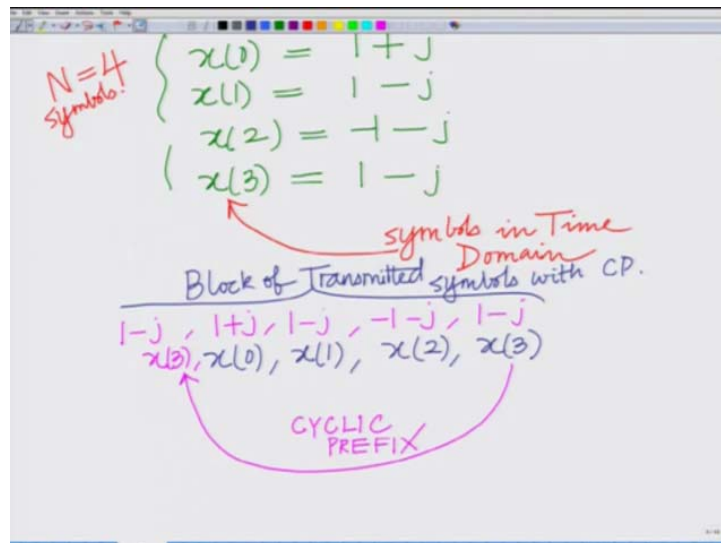 x(0) = 1+j
N=4 symbols:
x(1) = 1-j
x(2) = -1-j
x(3) = 1-j
symbols in Time Domain
Block of Transmitted symbols with CP.
1-j, 1+j, 1-j, -1-j, 1-j
x(3), x(0), x(1), x(2), x(3)
CYCLIC
PREFIX